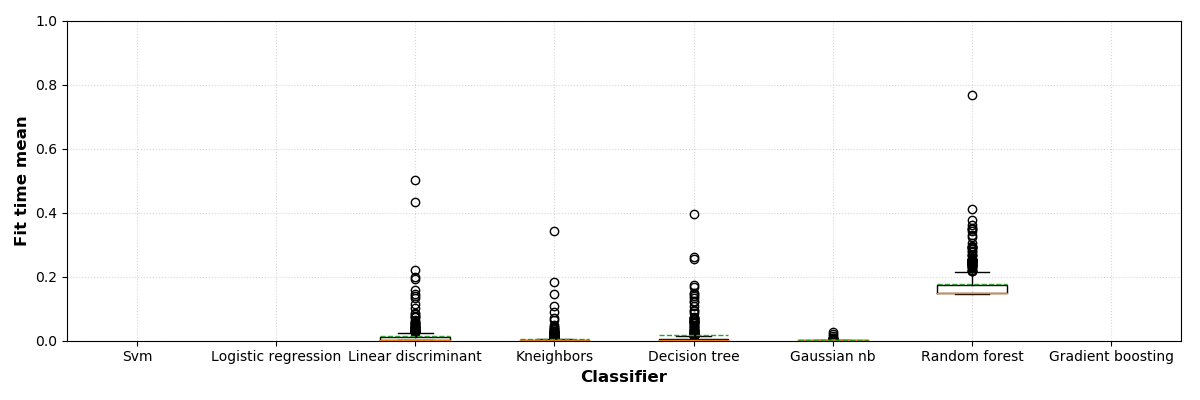 1.0
0.8
0.6
0.4
0.2
0.0
Fit time mean
Svm Logistic regression Linear discriminant Kneighbors Decision tree Gaussian nb Random forest Gradient boosting
Classifier